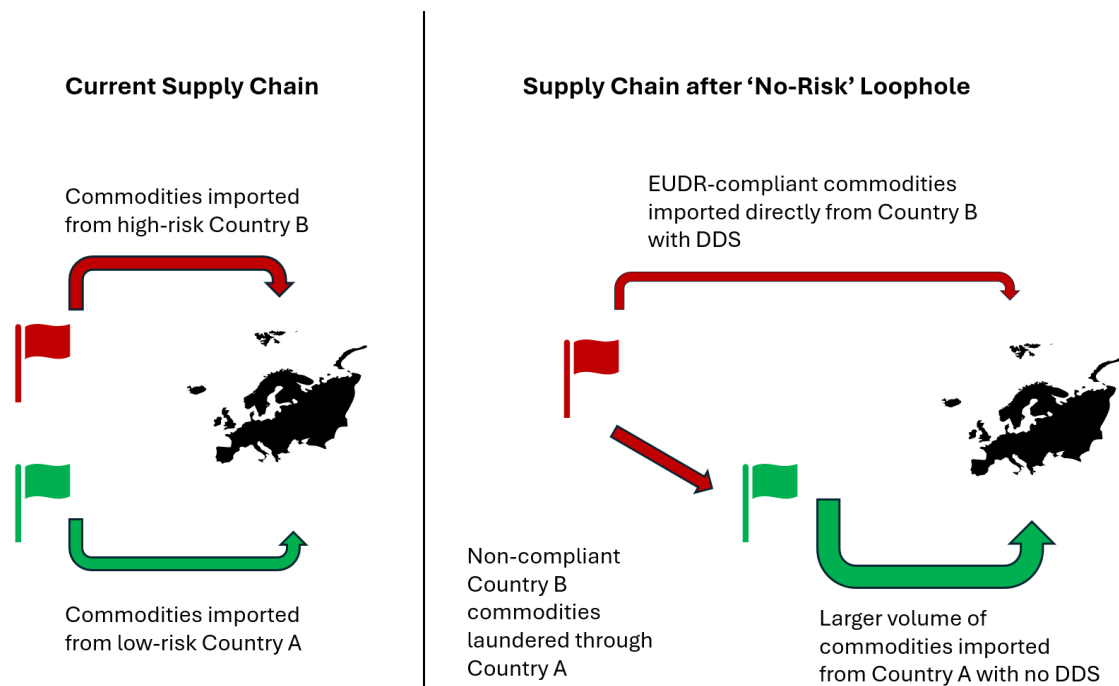 Current Supply Chain
Commodities imported
from high-risk Country B
Commodities imported
from low-risk Country A
Supply Chain after ‘No-Risk’ Loophole
EUDR-compliant commodities
imported directly from Country B
with DDS
Non-compliant
Country B
commodities
laundered through
Country A
Larger volume of
commodities imported
from Country A with no DDS